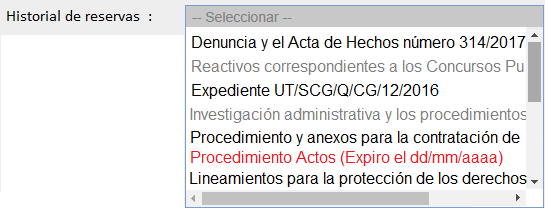 Historial de reservas :
-- Seleccionar --
Denuncia y el Acta de Hechos número 314/2017
Reactivos correspondientes a los Concursos Pu
Expediente UT/SCG/Q/CG/12/2016
Investigación administrativa y los procedimientos
Procedimiento y anexos para la contratación de
Procedimiento Actos (Expiro el dd/mm/aaaa)
Lineamientos para la protección de los derechos